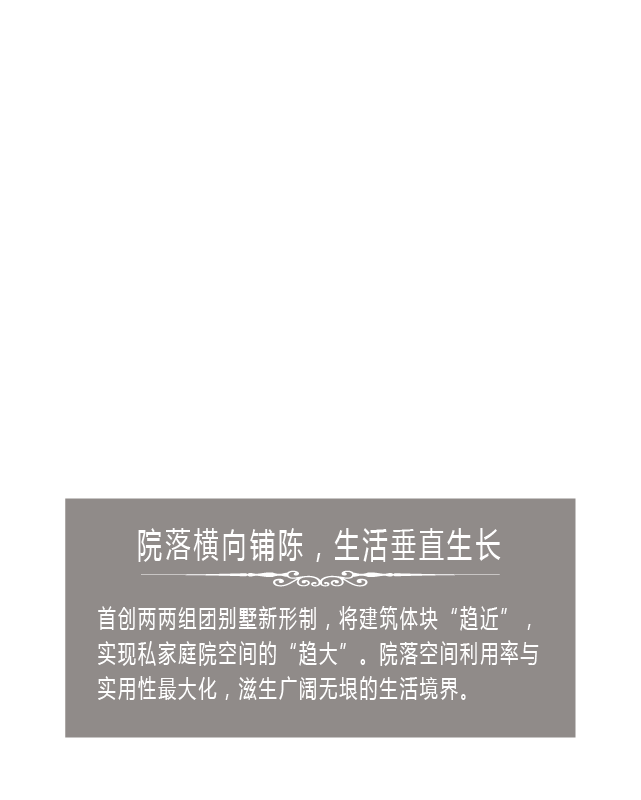 院落横向铺陈，生活垂直生长
首创两两组团别墅新形制，将建筑体块“趋近”，
实现私家庭院空间的“趋大”。院落空间利用率与
实用性最大化，滋生广阔无垠的生活境界。